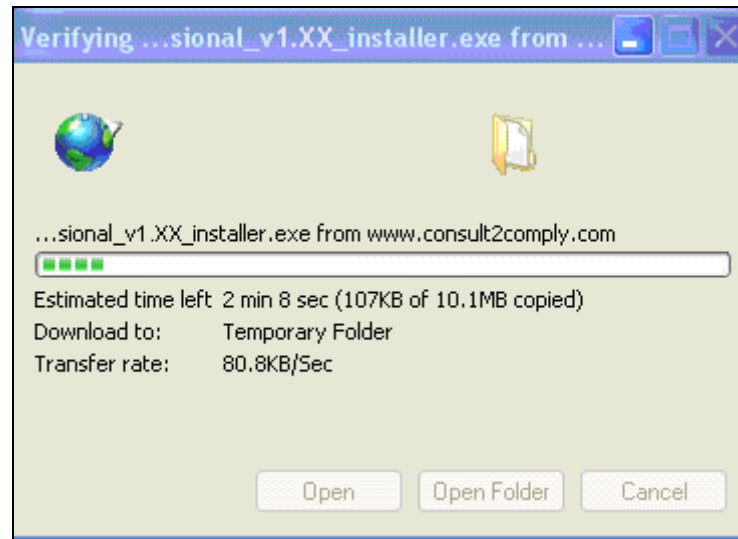 Verifying ...sional_v1.XX_installer.exe from ...
...sional_v1.XX_installer.exe from www.consult2comply.com
Estimated time left 2 min 8 sec (107KB of 10.1MB copied)
Download to: Temporary Folder
Transfer rate: 80.8KB/Sec
Open Open Folder Cancel